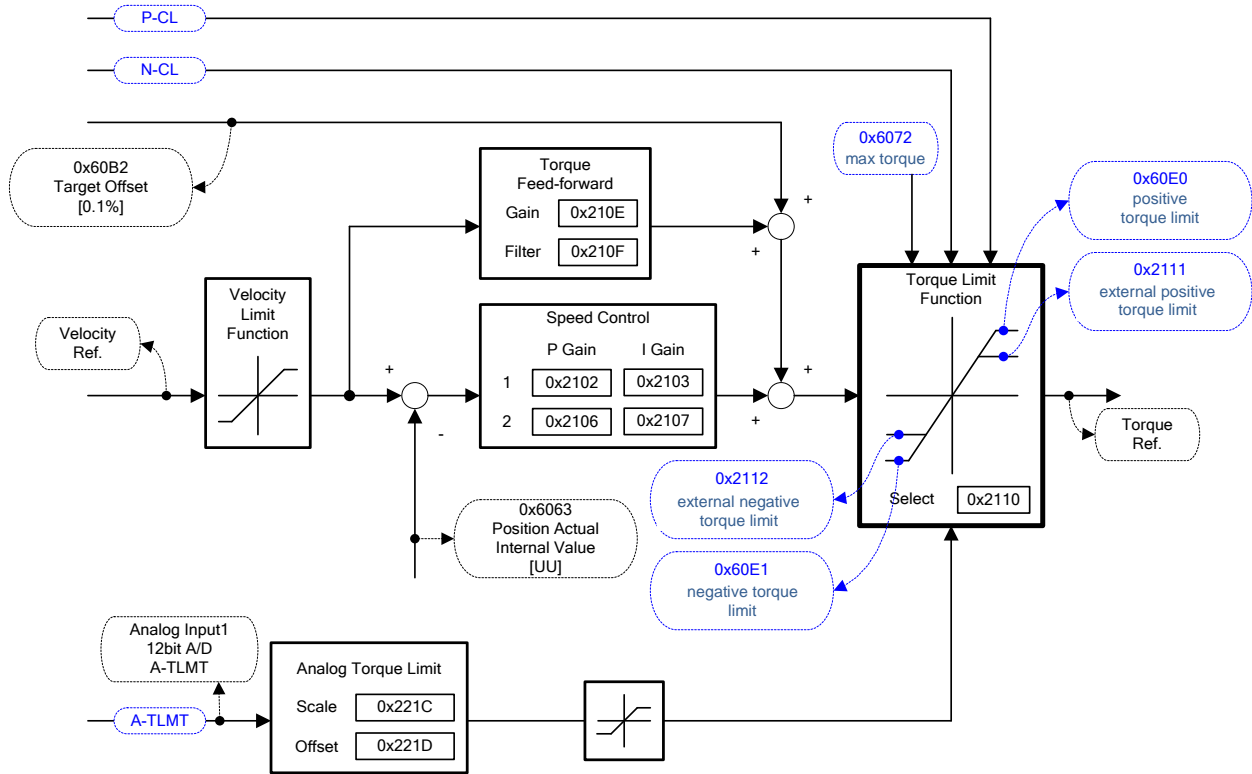 P-CL
N-CL
0x60B2
Target Offset
[0.1%]
Torque
Feed-forward
Gain
0x210E
Filter
0x210F
+
+
0x6072
max torque
0x60E0
positive
torque limit
0x2111
external positive
torque limit
Velocity
Ref.
Velocity
Limit
Function
+
-
Speed Control
P Gain
I Gain
1
0x2102
0x2103
2
0x2106
0x2107
+
+
Torque Limit
Function
Select
0x2110
Torque
Ref.
0x2112
external negative
torque limit
0x60E1
negative torque
limit
0x6063
Position Actual
Internal Value
[UU]
Analog Input1
12bit A/D
A-TLMT
A-TLMT
Analog Torque Limit
Scale
0x221C
Offset
0x221D